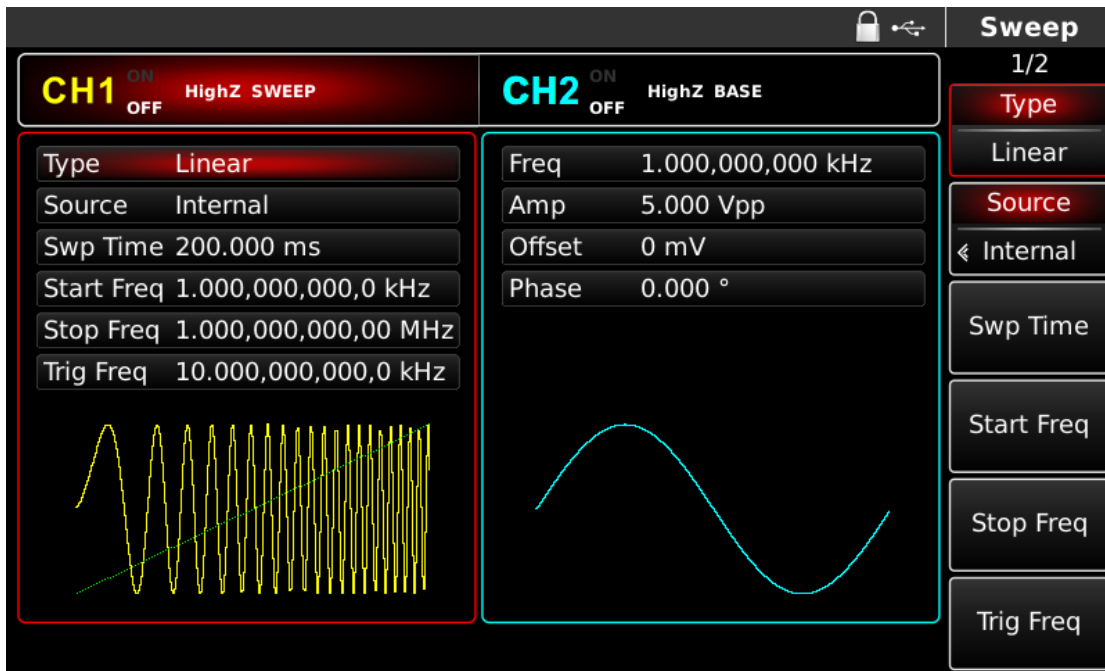 Sweep
1/2
CH1 ON OFF HighZ SWEEP
CH2 ON OFF HighZ BASE
Type Linear
Source Internal
Swp Time 200.000 ms
Start Freq 1.000,000,000,0 kHz
Stop Freq 1.000,000,000,00 MHz
Trig Freq 10.000,000,000,0 kHz
Freq 1.000,000,000 kHz
Amp 5.000 Vpp
Offset 0 mV
Phase 0.000 °
Type
Linear
Source
Internal
Swp Time
Start Freq
Stop Freq
Trig Freq